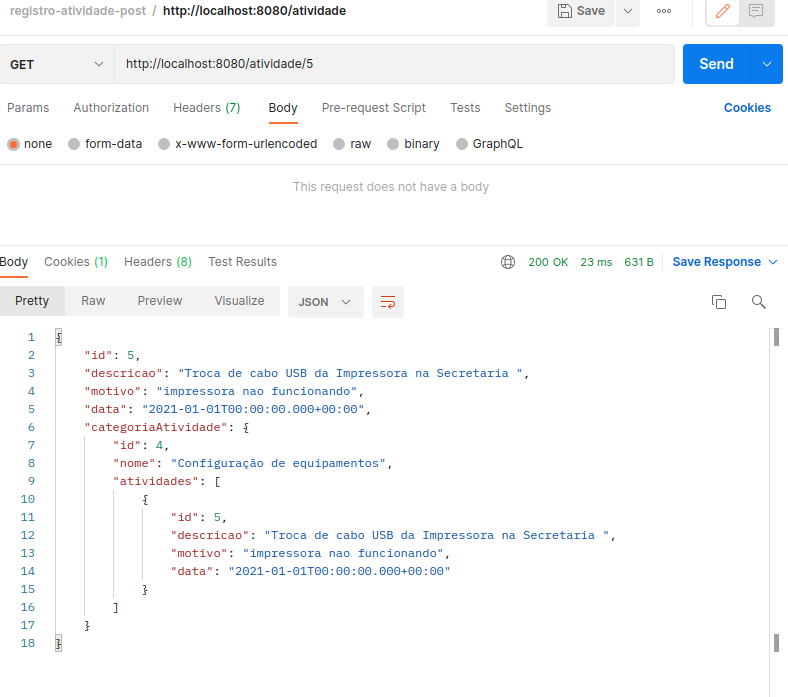 registro-atividade-post / http://localhost:8080/atividade
Save
GET http://localhost:8080/atividade/5 Send
Params Authorization Headers (7) Body Pre-request Script Tests Settings Cookies
none form-data x-www-form-urlencoded raw binary GraphQL
This request does not have a body
Body Cookies (1) Headers (8) Test Results 200 OK 23 ms 631 B Save Response
Pretty Raw Preview Visualize JSON
1 {
2 "id": 5,
3 "descricao": "Troca de cabo USB da Impressora na Secretaria ",
4 "motivo": "impressora nao funcionando",
5 "data": "2021-01-01T00:00:00.000+00:00",
6 "categoriaAtividade": {
7 "id": 4,
8 "nome": "Configuração de equipamentos",
9 "atividades": [
10 {
11 "id": 5,
12 "descricao": "Troca de cabo USB da Impressora na Secretaria ",
13 "motivo": "impressora nao funcionando",
14 "data": "2021-01-01T00:00:00.000+00:00"
15 }
16 ]
17 }
18 }